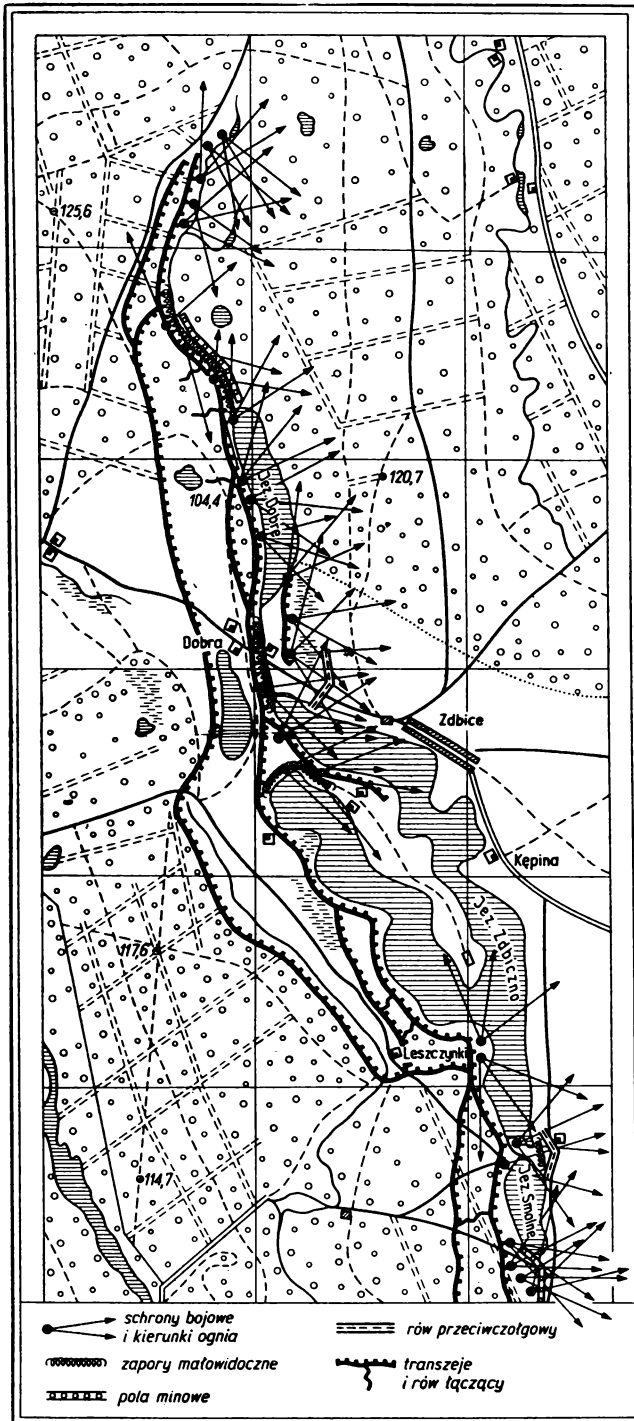 125,6
Jez. Dobre
120,7
104,4
Dobra
Zdbice
Kępina
Jez. Zdbiczno
117,6
Leszczynki
114,7
Jez. Smolne
schrony bojowe
i kierunki ognia
zapory małowidoczne
pola minowe
rów przeciwczołgowy
transzeje
i rów łączący